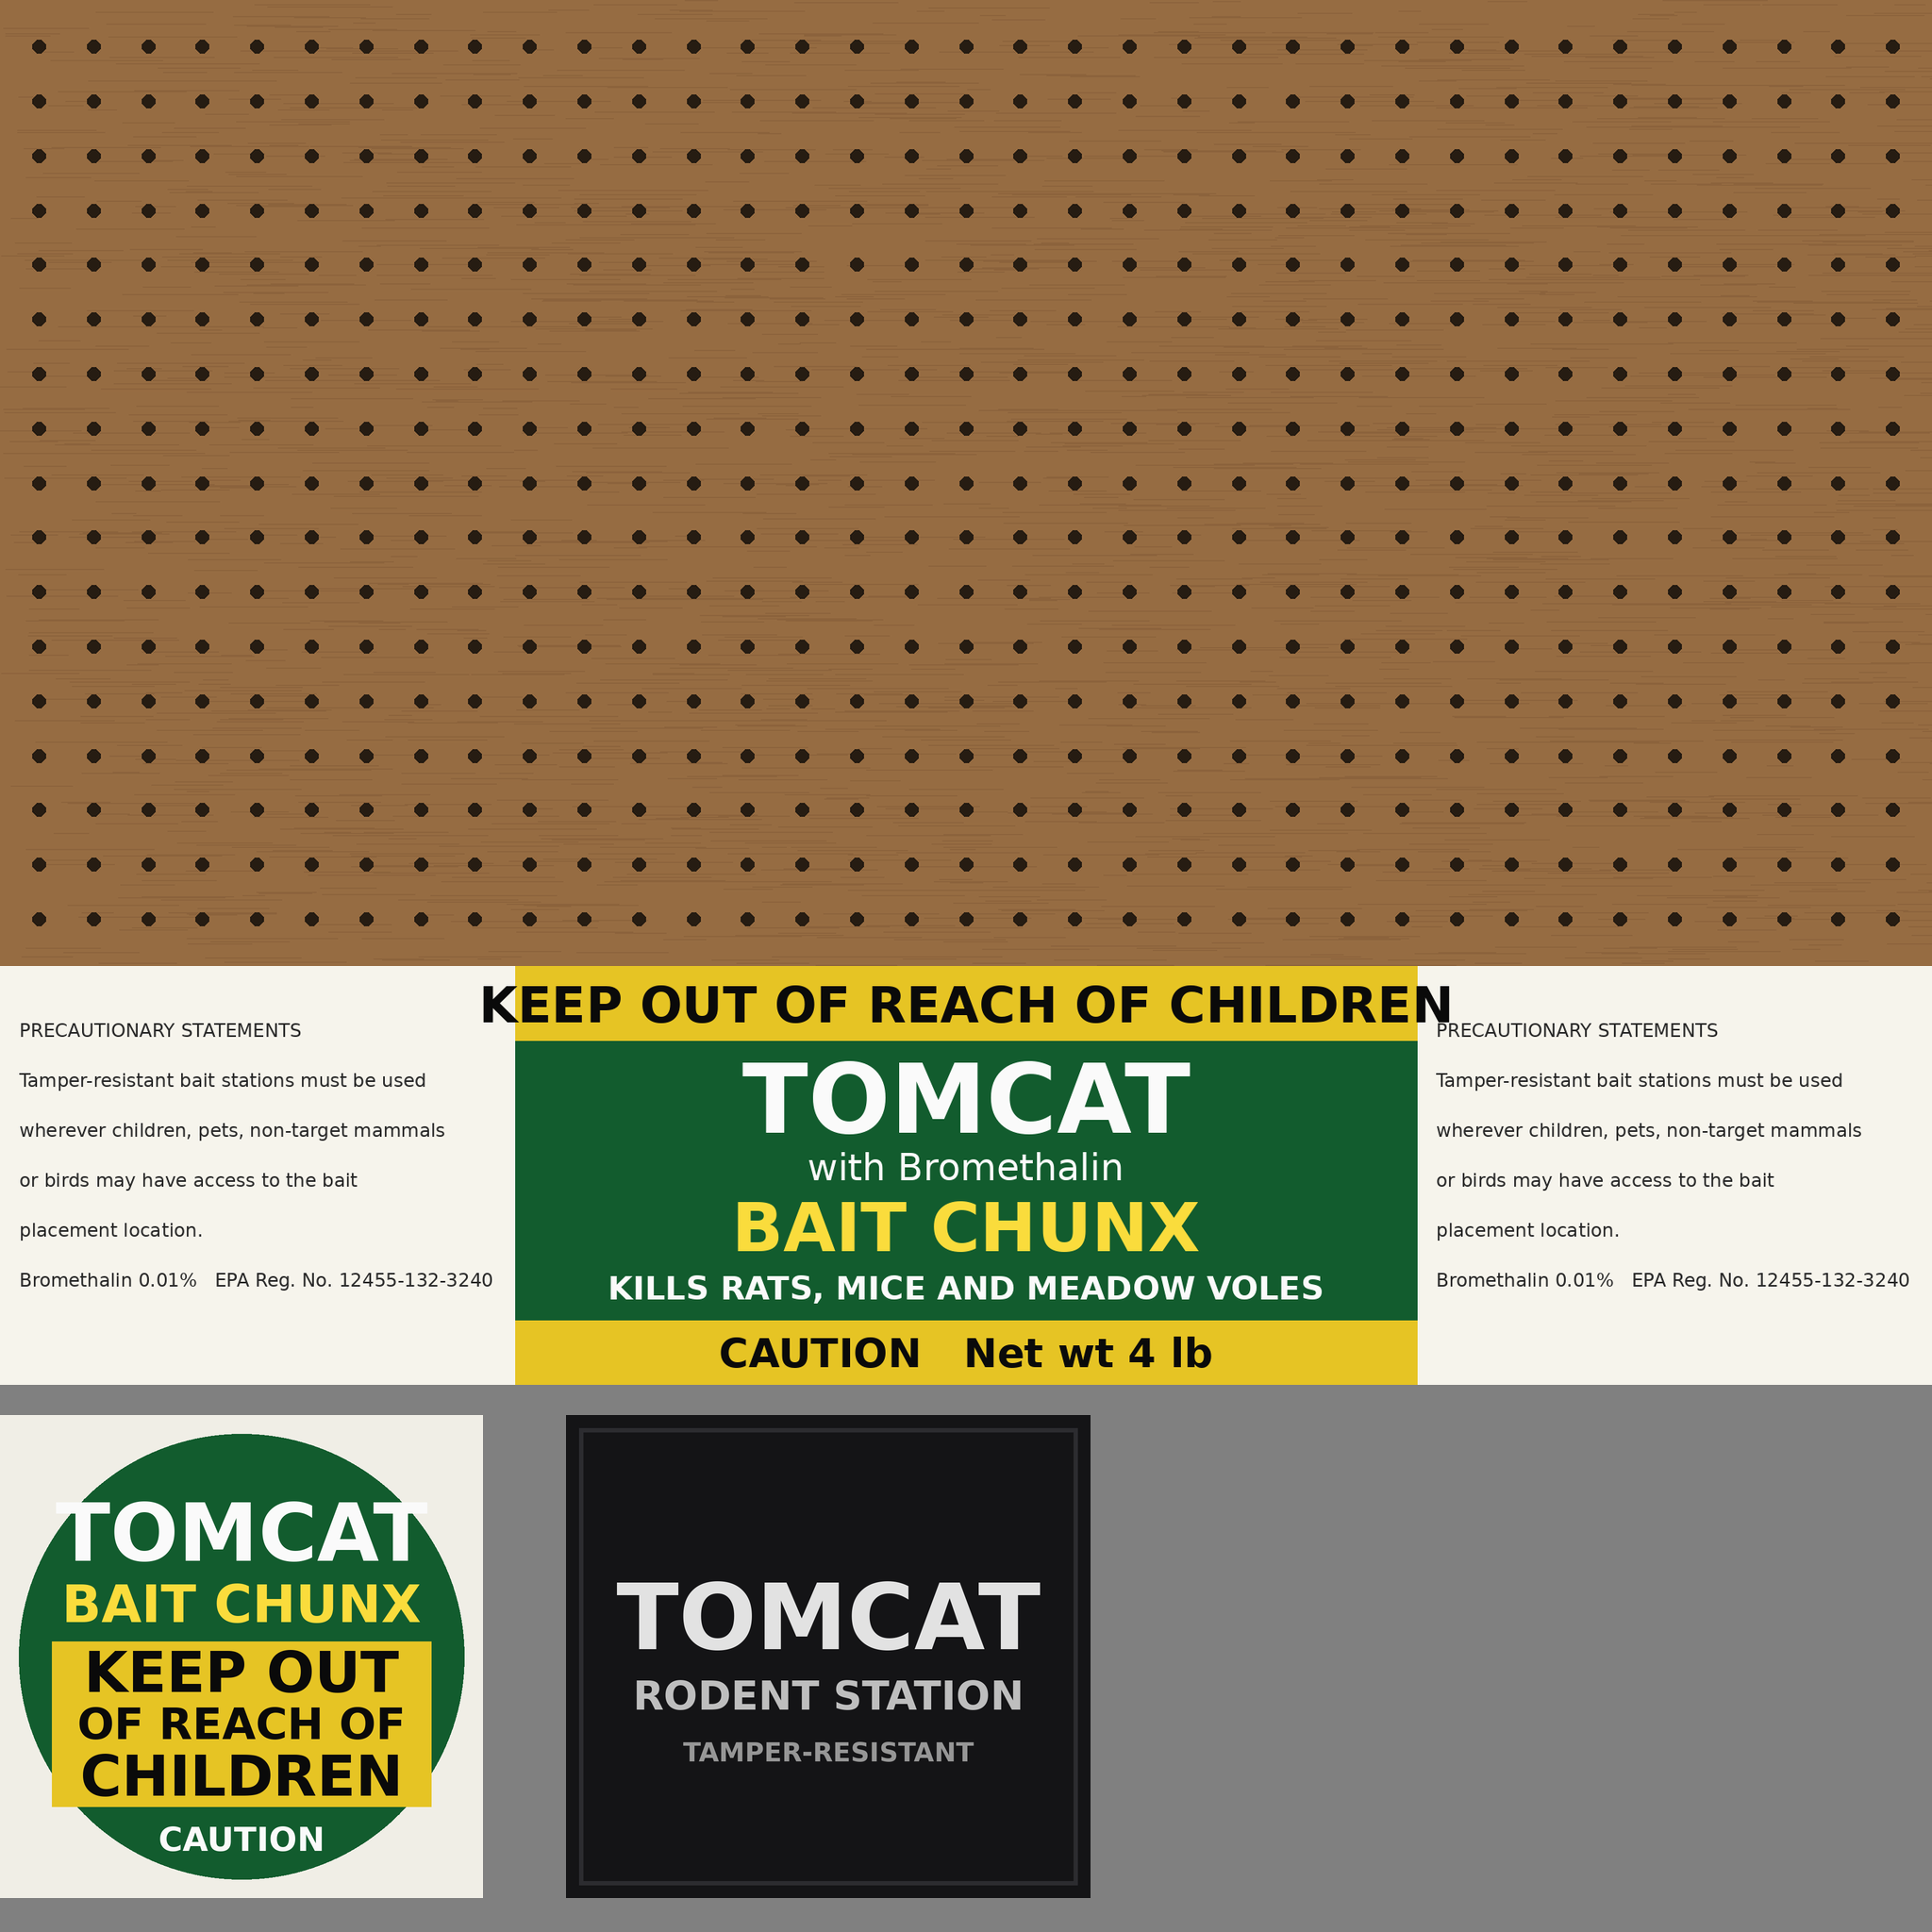 KEEP OUT OF REACH OF CHILDREN
PRECAUTIONARY STATEMENTS
Tamper-resistant bait stations must be used
wherever children, pets, non-target mammals
or birds may have access to the bait
placement location.
Bromethalin 0.01%   EPA Reg. No. 12455-132-3240
TOMCAT
with Bromethalin
BAIT CHUNX
KILLS RATS, MICE AND MEADOW VOLES
CAUTION   Net wt 4 lb
PRECAUTIONARY STATEMENTS
Tamper-resistant bait stations must be used
wherever children, pets, non-target mammals
or birds may have access to the bait
placement location.
Bromethalin 0.01%   EPA Reg. No. 12455-132-3240
TOMCAT
BAIT CHUNX
KEEP OUT
OF REACH OF
CHILDREN
CAUTION
TOMCAT
RODENT STATION
TAMPER-RESISTANT